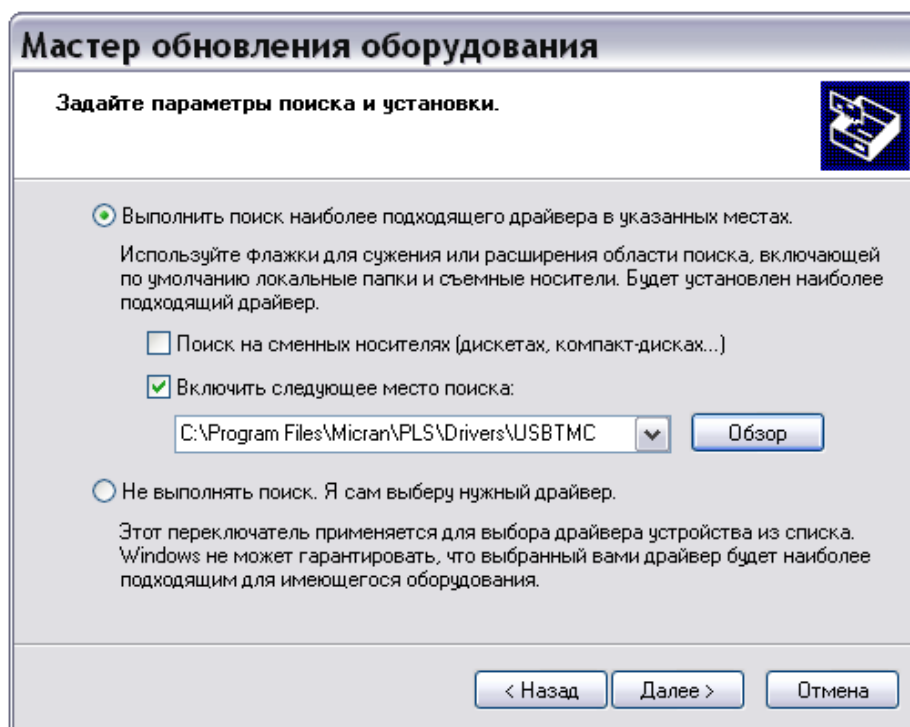 Мастер обновления оборудования
Задайте параметры поиска и установки.
Выполнить поиск наиболее подходящего драйвера в указанных местах.
Используйте флажки для сужения или расширения области поиска, включающей
по умолчанию локальные папки и съемные носители. Будет установлен наиболее
подходящий драйвер.
Поиск на сменных носителях (дискетах, компакт-дисках...)
Включить следующее место поиска:
C:\Program Files\Micran\PLS\Drivers\USBTMC
Обзор
Не выполнять поиск. Я сам выберу нужный драйвер.
Этот переключатель применяется для выбора драйвера устройства из списка.
Windows не может гарантировать, что выбранный вами драйвер будет наиболее
подходящим для имеющегося оборудования.
< Назад Далее > Отмена